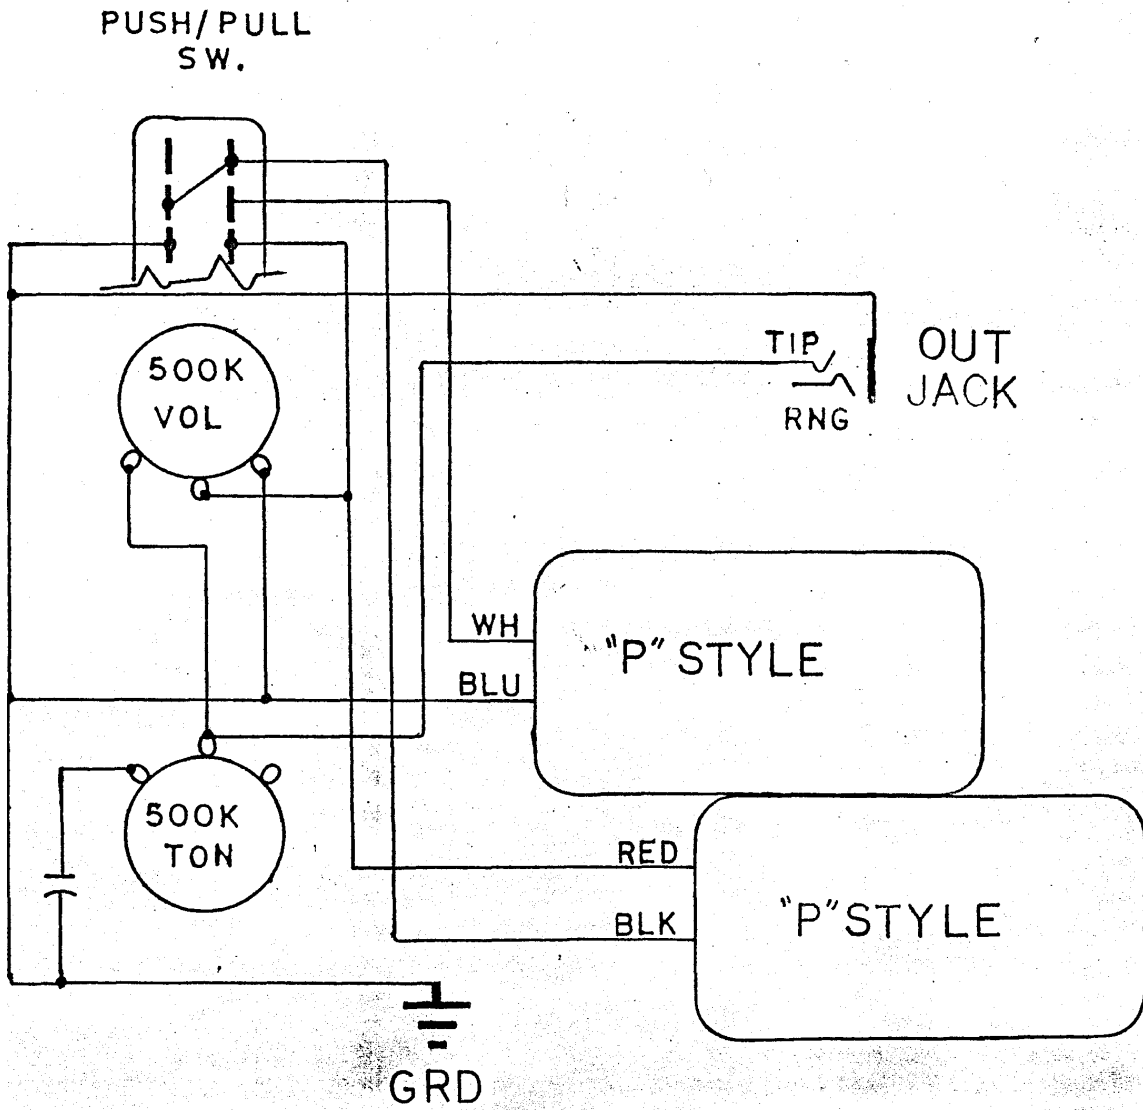 PUSH/PULL
SW.
500K
VOL
TIP
RNG
OUT
JACK
WH
BLU
"P" STYLE
500K
TON
RED
BLK
"P" STYLE
GRD